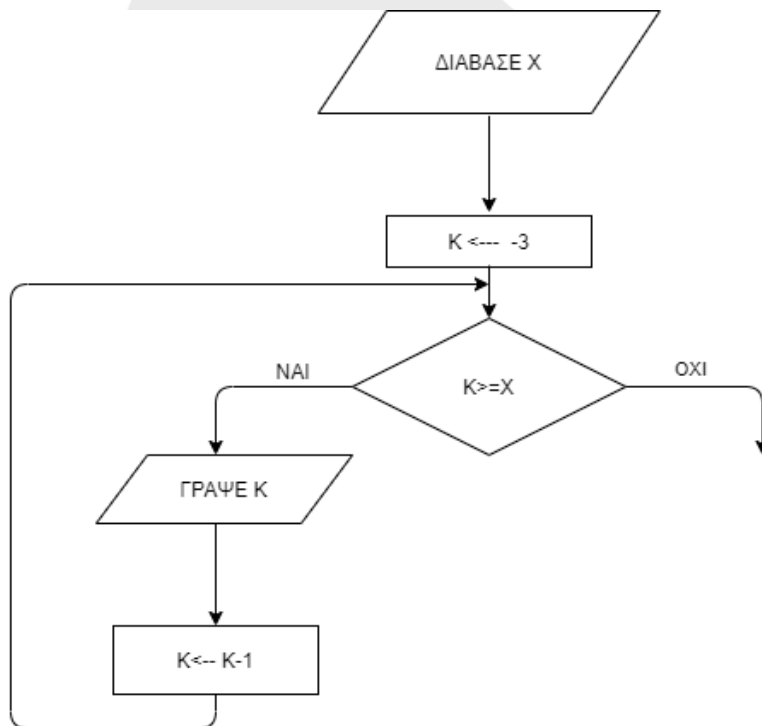 ΔΙΑΒΑΣΕ Χ
Κ <--- -3
Κ>=Χ
ΝΑΙ
ΟΧΙ
ΓΡΑΨΕ Κ
Κ<-- Κ-1